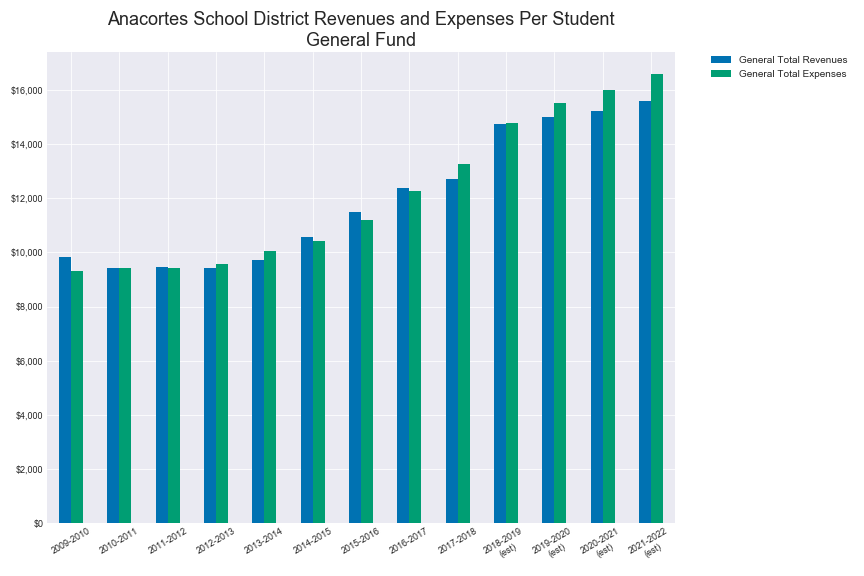 Anacortes School District Revenues and Expenses Per Student
General Fund
General Total Revenues
General Total Expenses
$16,000
$14,000
$12,000
$10,000
$8,000
$6,000
$4,000
$2,000
$0
2009-2010
2010-2011
2011-2012
2012-2013
2013-2014
2014-2015
2015-2016
2016-2017
2017-2018
2018-2019
(est)
2019-2020
(est)
2020-2021
(est)
2021-2022
(est)